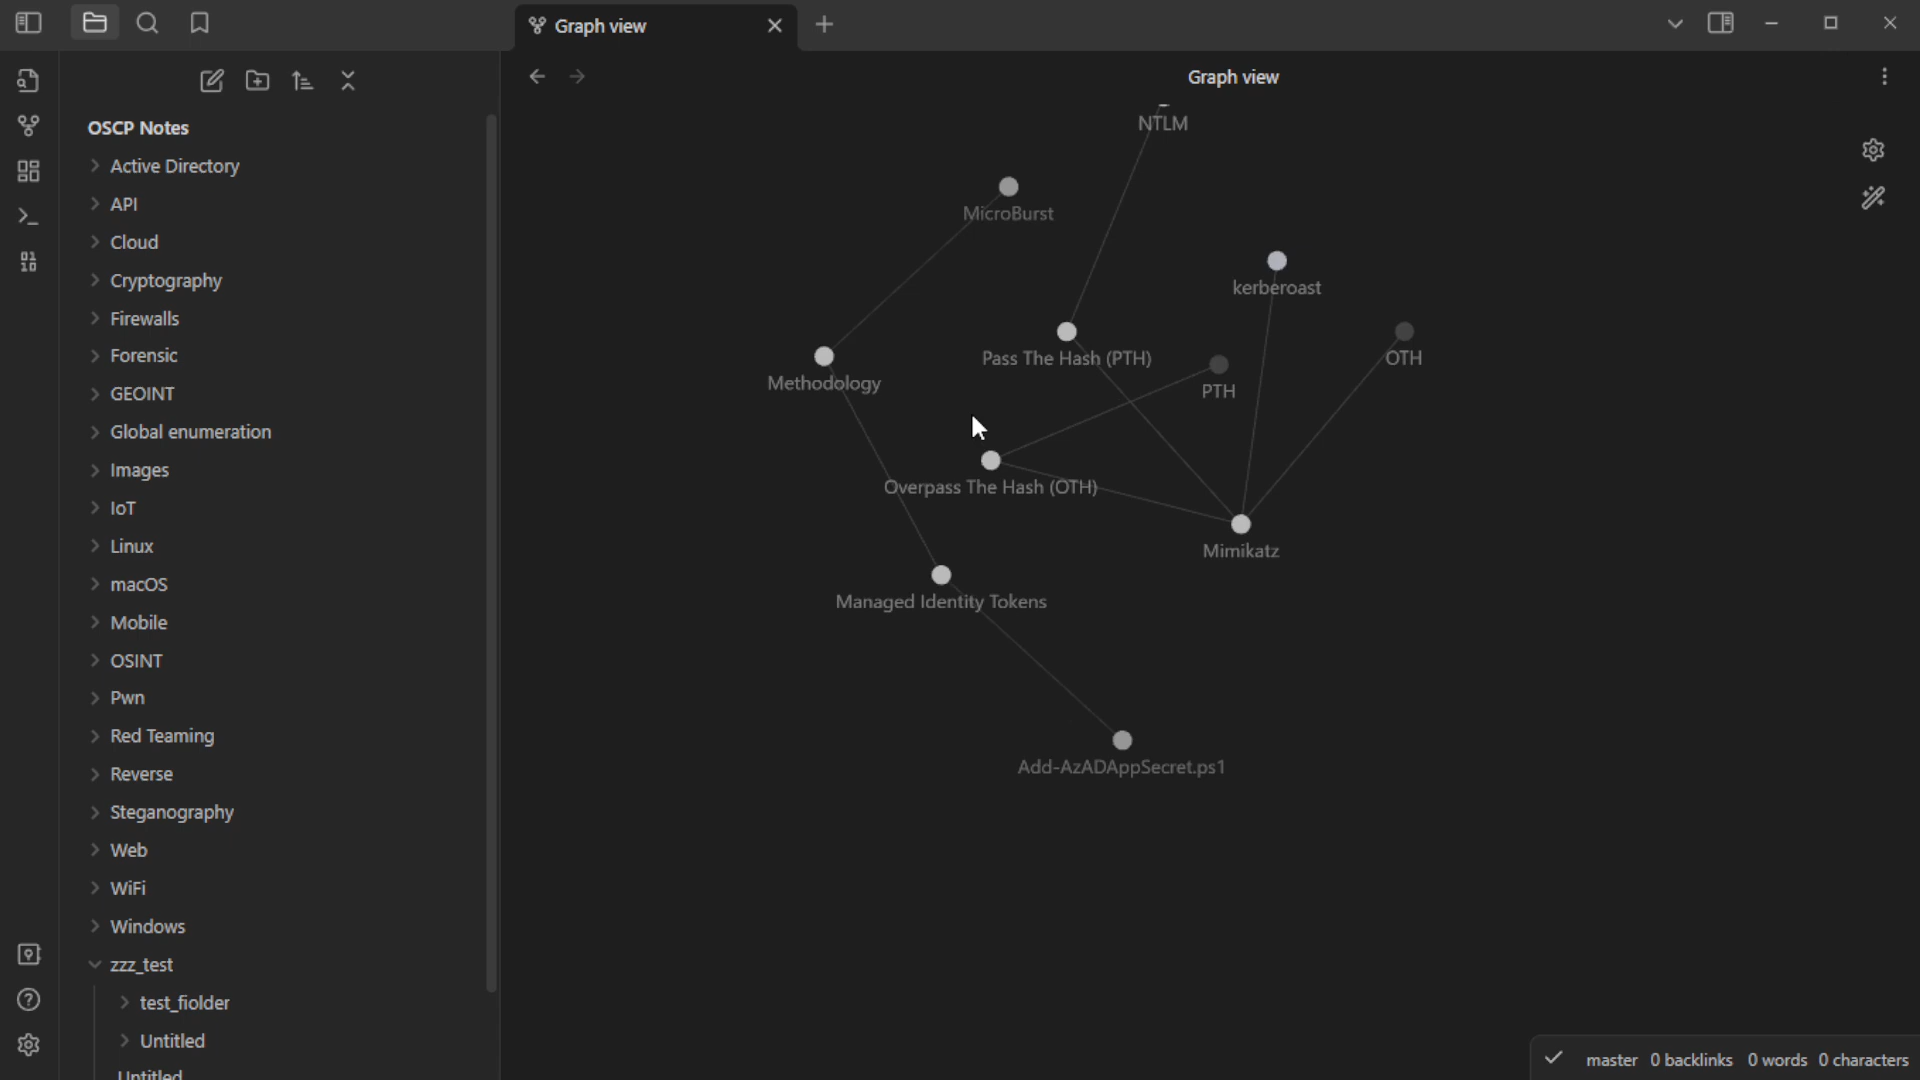 Graph view
Graph view
OSCP Notes
Active Directory
API
Cloud
Cryptography
Firewalls
Forensic
GEOINT
Global enumeration
Images
IoT
Linux
macOS
Mobile
OSINT
Pwn
Red Teaming
Reverse
Steganography
Web
WiFi
Windows
zzz_test
test_fiolder
Untitled
Untitled
NTLM
MicroBurst
kerberoast
Pass The Hash (PTH)
OTH
Methodology
PTH
Overpass The Hash (OTH)
Mimikatz
Managed Identity Tokens
Add-AzADAppSecret.ps1
master 0 backlinks 0 words 0 characters